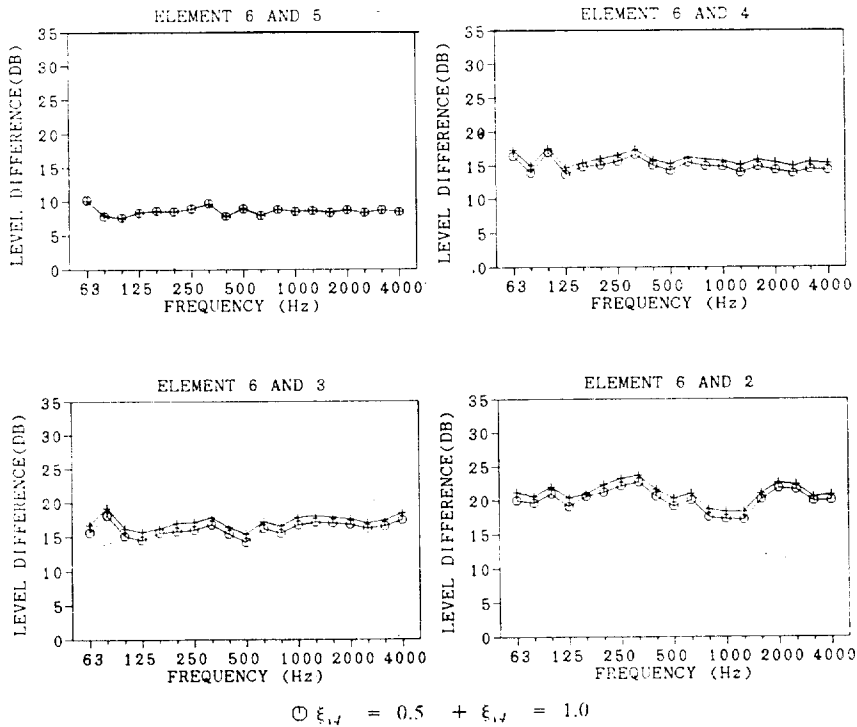 ELEMENT 6 AND 5
LEVEL DIFFERENCE(DB)
35
30
25
20
15
10
5
0
63 125 250 500 1000 2000 4000
FREQUENCY (Hz)
ELEMENT 6 AND 4
LEVEL DIFFERENCE(DB)
35
30
25
20
15
10
5
.0
63 125 250 500 1000 2000 4000
FREQUENCY (Hz)
ELEMENT 6 AND 3
LEVEL DIFFERENCE(DB)
35
30
25
20
15
10
5
0
63 125 250 500 1000 2000 4000
FREQUENCY (Hz)
ELEMENT 6 AND 2
LEVEL DIFFERENCE(DB)
35
30
25
20
15
10
5
0
63 125 250 500 1000 2000 4000
FREQUENCY (Hz)
ξ = 0.5 + ξ = 1.0